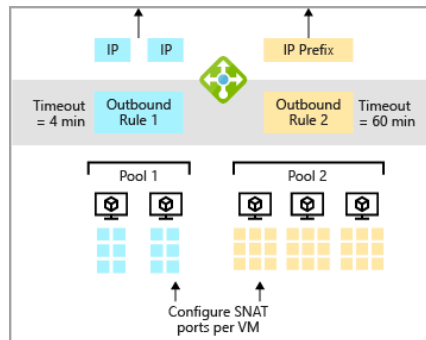 IP IP IP Prefix
Timeout
= 4 min
Outbound
Rule 1
Outbound
Rule 2
Timeout
= 60 min
Pool 1 Pool 2
Configure SNAT
ports per VM